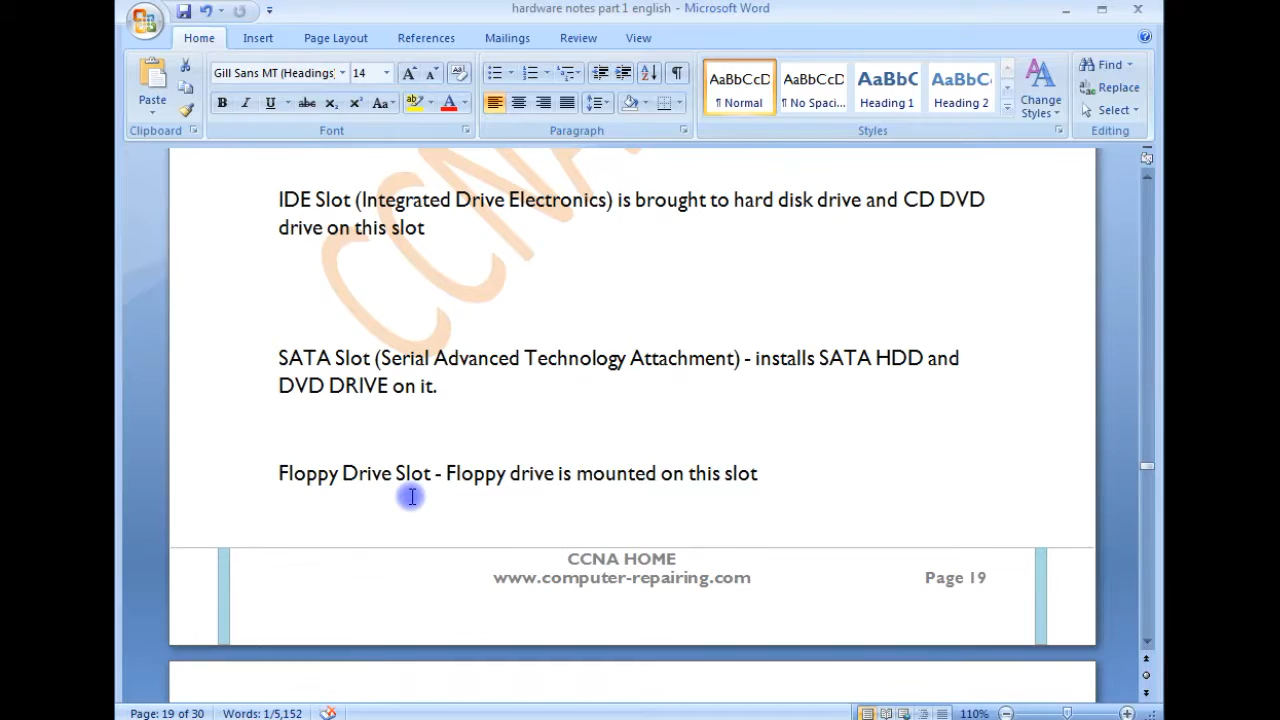 hardware notes part 1 english - Microsoft Word
Home Insert Page Layout References Mailings Review View
Paste
Gill Sans MT (Headings 14
B I U abc x₂ x² Aa
AaBbCcD AaBbCcD AaBbC AaBbC
¶ Normal ¶ No Spaci... Heading 1 Heading 2
Change Styles
Find
Replace
Select
Clipboard Font Paragraph Styles Editing
CCNA
IDE Slot (Integrated Drive Electronics) is brought to hard disk drive and CD DVD
drive on this slot
SATA Slot (Serial Advanced Technology Attachment) - installs SATA HDD and
DVD DRIVE on it.
Floppy Drive Slot - Floppy drive is mounted on this slot
CCNA HOME
www.computer-repairing.com
Page 19
Page: 19 of 30 Words: 1/5,152 110%